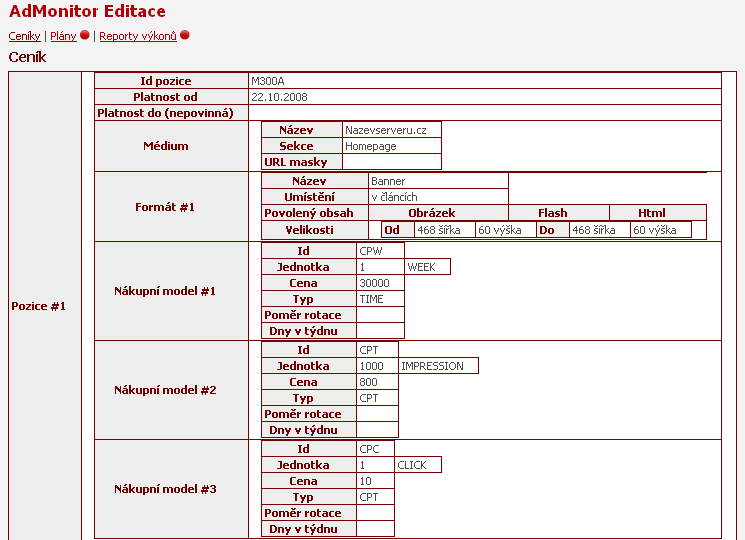 AdMonitor Editace
Ceníky | Plány | Reporty výkonů
Ceník
Id pozice M300A
Platnost od 22.10.2008
Platnost do (nepovinná)
Médium
Název Nazevserveru.cz
Sekce Homepage
URL masky
Formát #1
Název Banner
Umístění v článcích
Povolený obsah Obrázek Flash Html
Velikosti Od 468 šířka 60 výška Do 468 šířka 60 výška
Pozice #1
Nákupní model #1
Id CPW
Jednotka 1 WEEK
Cena 30000
Typ TIME
Poměr rotace
Dny v týdnu
Nákupní model #2
Id CPT
Jednotka 1000 IMPRESSION
Cena 800
Typ CPT
Poměr rotace
Dny v týdnu
Nákupní model #3
Id CPC
Jednotka 1 CLICK
Cena 10
Typ CPT
Poměr rotace
Dny v týdnu